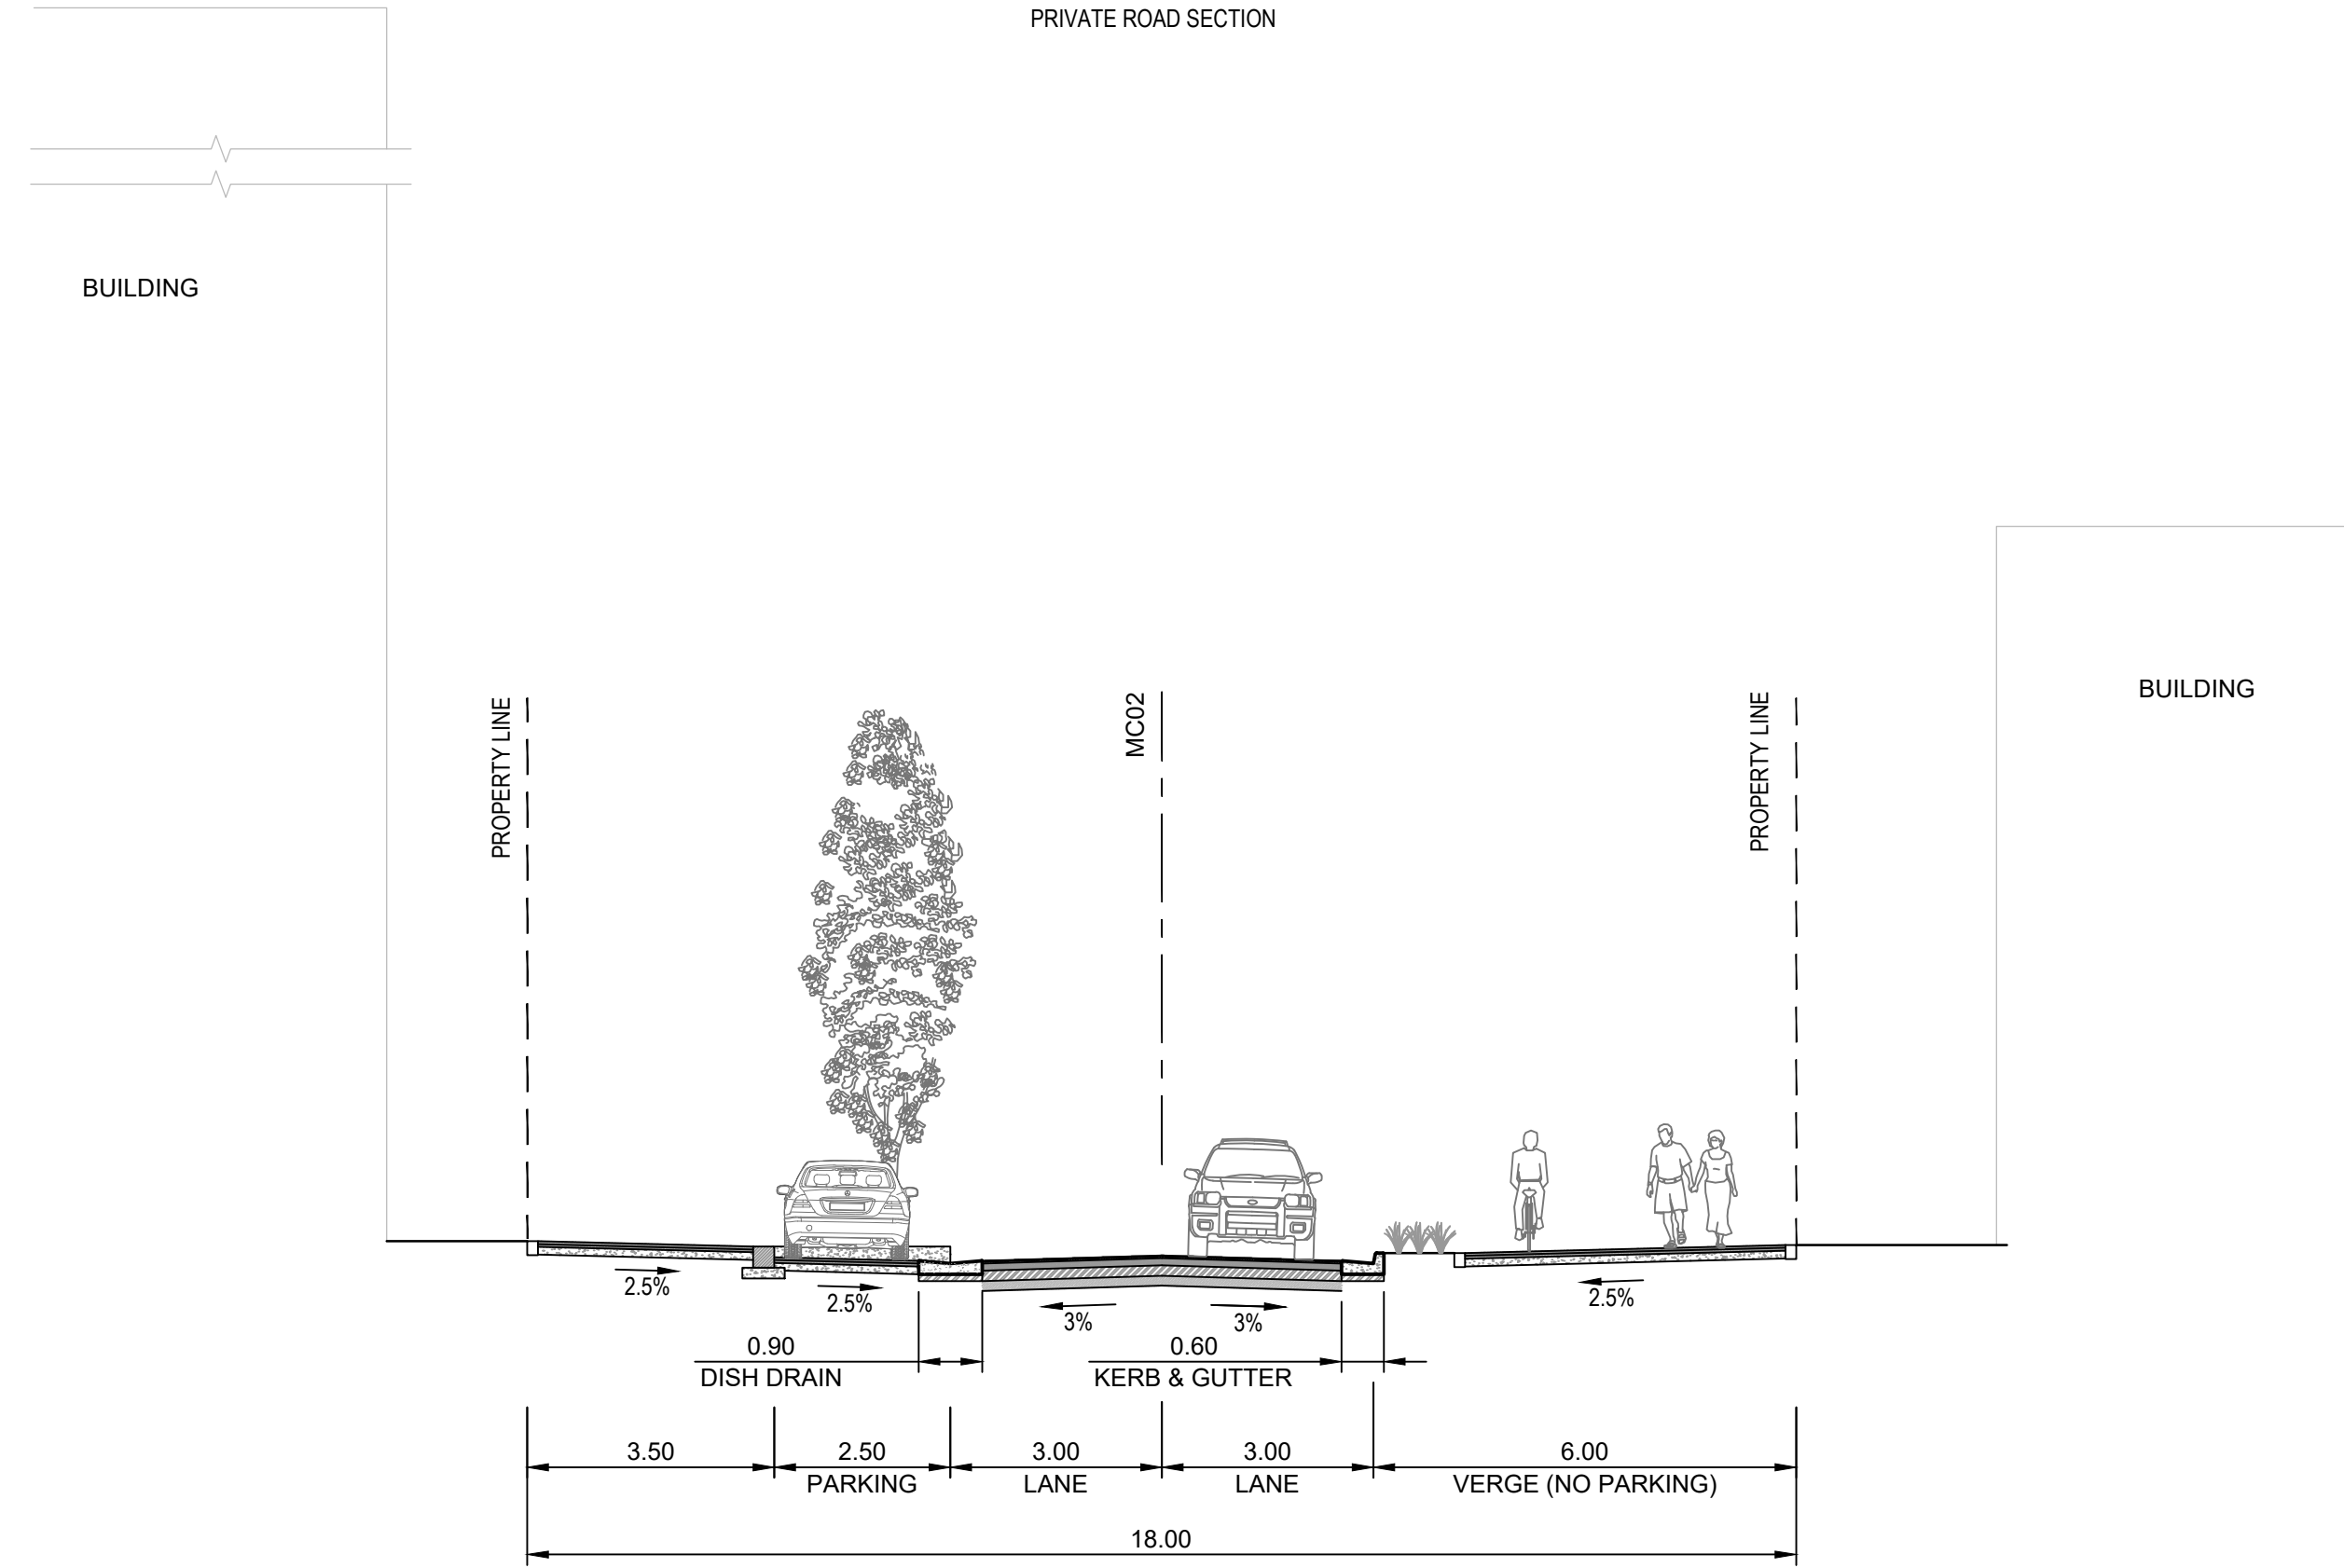 PRIVATE ROAD SECTION
BUILDING
BUILDING
PROPERTY LINE
MC02
PROPERTY LINE
2.5%
2.5%
3%
3%
2.5%
0.90
DISH DRAIN
0.60
KERB & GUTTER
3.50
2.50
PARKING
3.00
LANE
3.00
LANE
6.00
VERGE (NO PARKING)
18.00